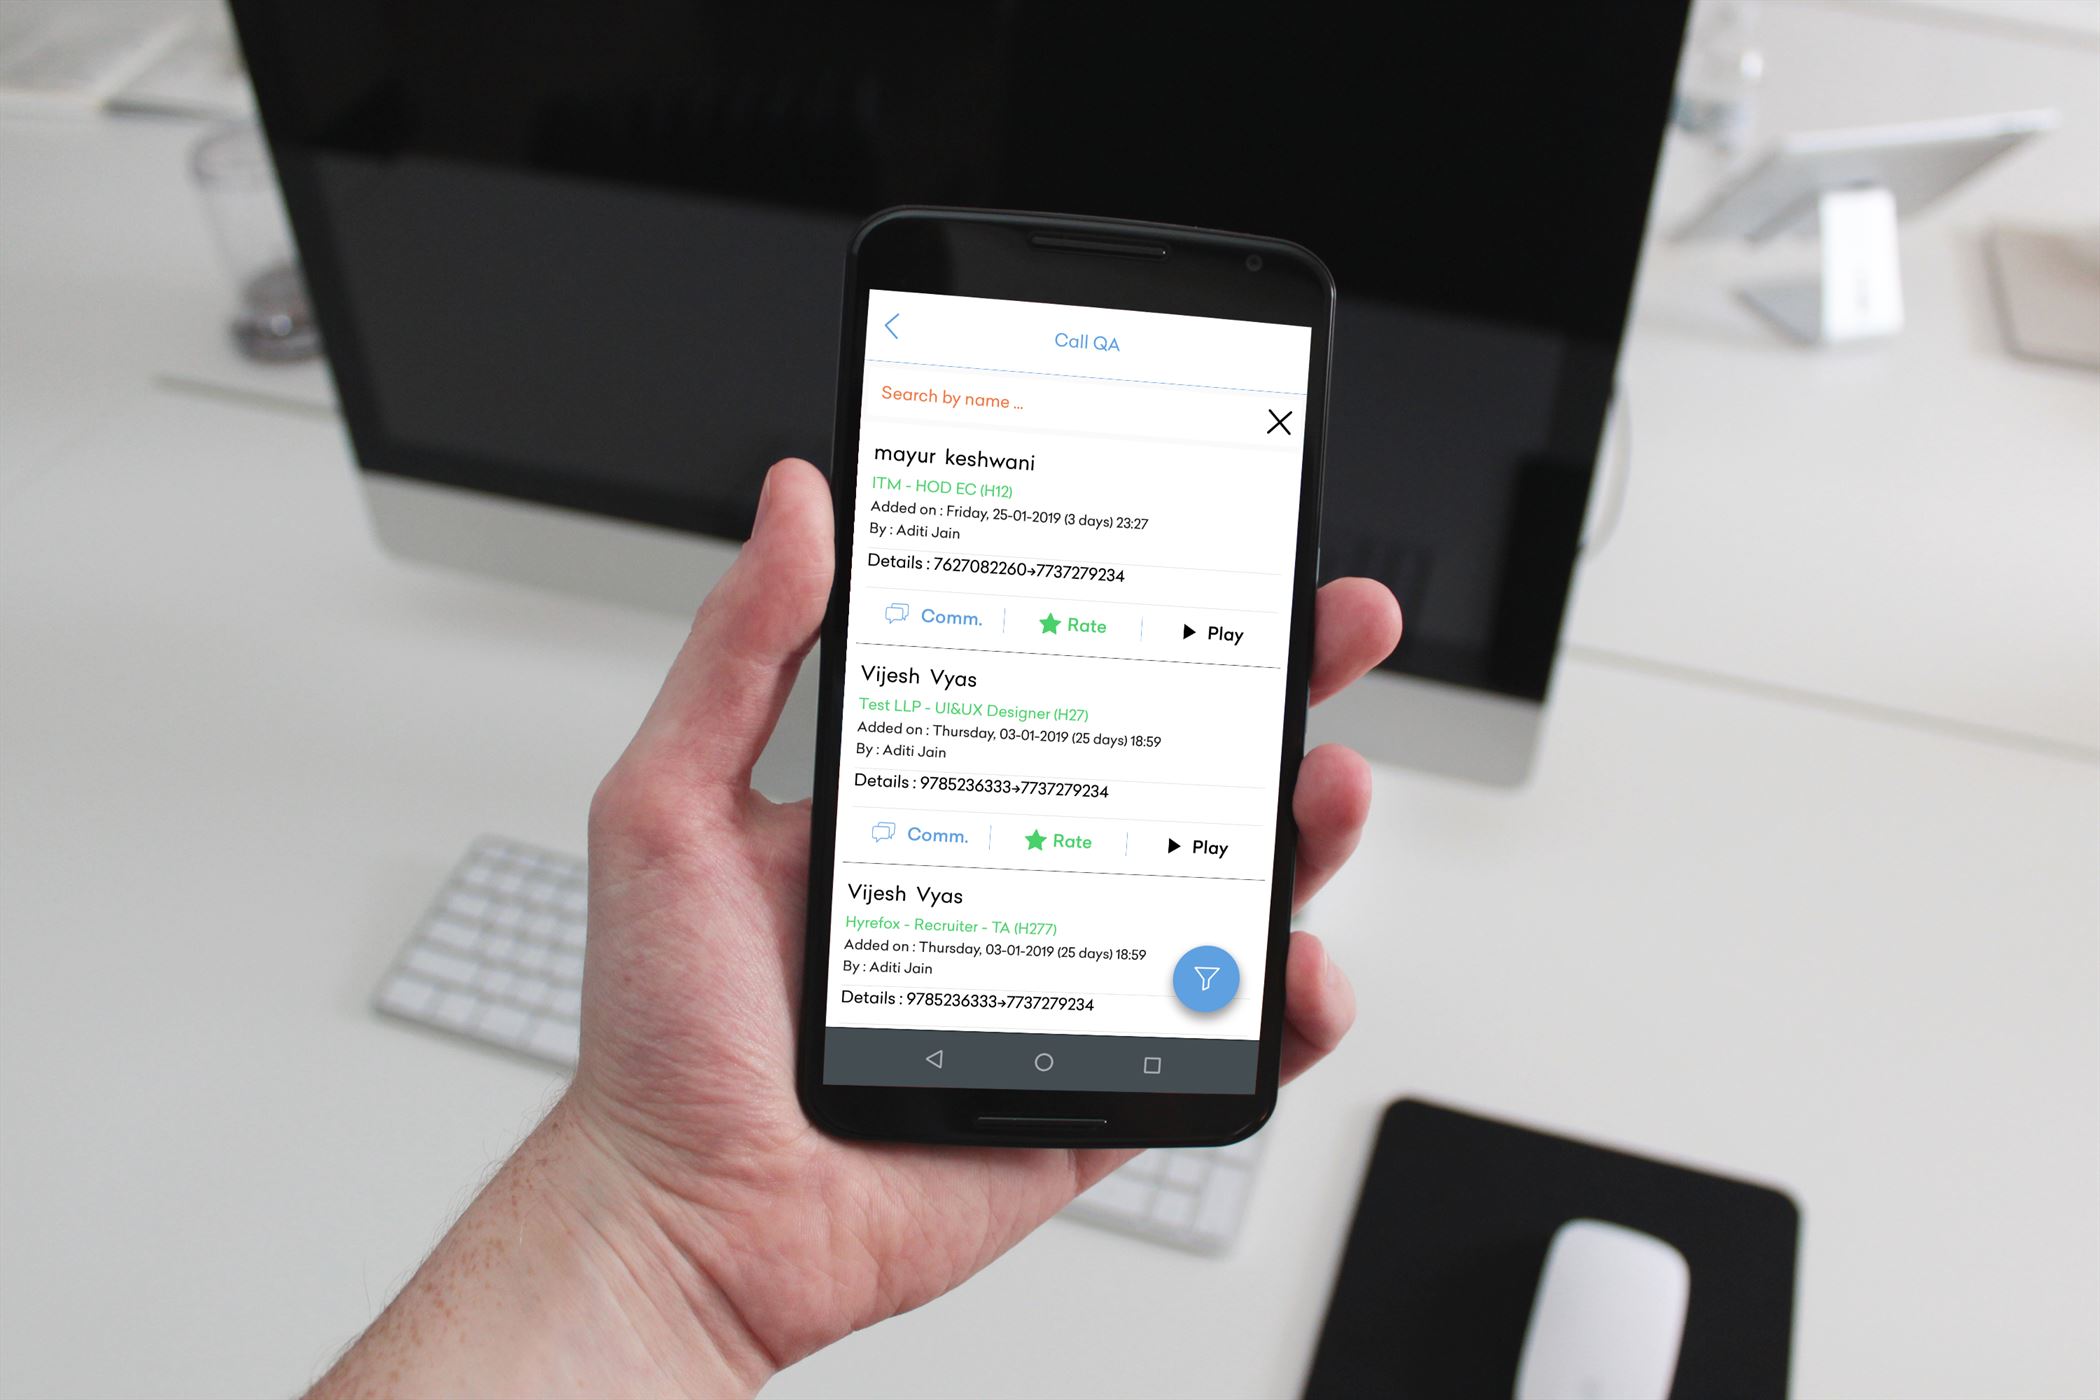 Call QA
Search by name ...
mayur keshwani
ITM - HOD EC (H12)
Added on : Friday, 25-01-2019 (3 days) 23:27
By : Aditi Jain
Details : 7627082260→7737279234
Comm.
Rate
Play
Vijesh Vyas
Test LLP - UI&UX Designer (H27)
Added on : Thursday, 03-01-2019 (25 days) 18:59
By : Aditi Jain
Details : 9785236333→7737279234
Comm.
Rate
Play
Vijesh Vyas
Hyrefox - Recruiter - TA (H277)
Added on : Thursday, 03-01-2019 (25 days) 18:59
By : Aditi Jain
Details : 9785236333→7737279234